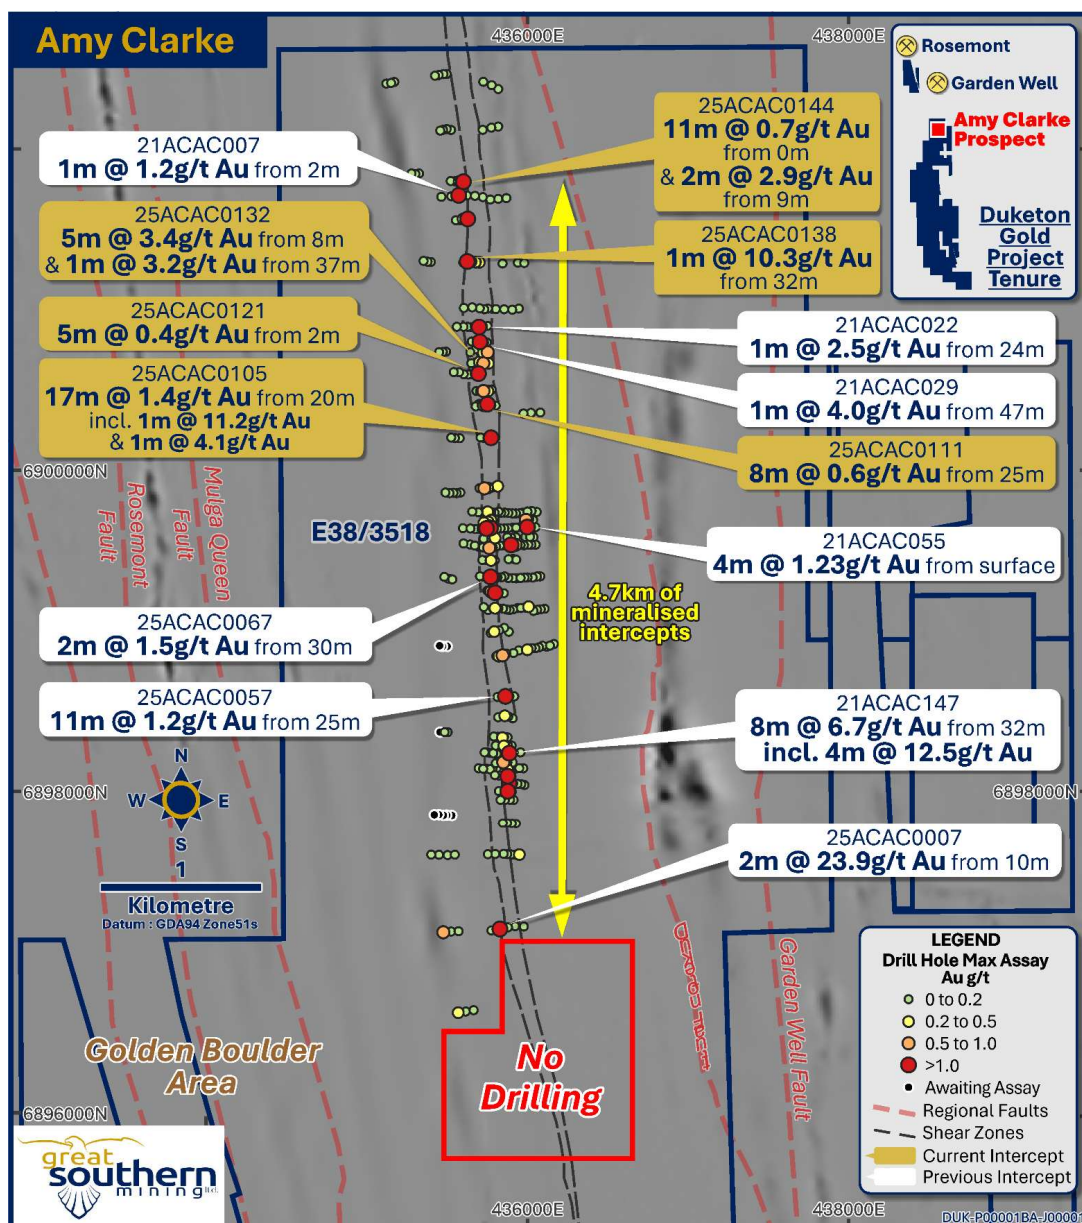 Amy Clarke
436000E
438000E
Rosemont
Garden Well
Amy Clarke
Prospect
Duketon
Gold
Project
Tenure
25ACAC0144
11m @ 0.7g/t Au
from 0m
& 2m @ 2.9g/t Au
from 9m
21ACAC007
1m @ 1.2g/t Au from 2m
25ACAC0132
5m @ 3.4g/t Au from 8m
& 1m @ 3.2g/t Au from 37m
25ACAC0138
1m @ 10.3g/t Au
from 32m
25ACAC0121
5m @ 0.4g/t Au from 2m
21ACAC022
1m @ 2.5g/t Au from 24m
25ACAC0105
17m @ 1.4g/t Au from 20m
incl. 1m @ 11.2g/t Au
& 1m @ 4.1g/t Au
21ACAC029
1m @ 4.0g/t Au from 47m
25ACAC0111
8m @ 0.6g/t Au from 25m
6900000N
Rosemont
Fault
Mulga Queen
Fault
E38/3518
21ACAC055
4m @ 1.23g/t Au from surface
4.7km of
mineralised
intercepts
25ACAC0067
2m @ 1.5g/t Au from 30m
25ACAC0057
11m @ 1.2g/t Au from 25m
21ACAC147
8m @ 6.7g/t Au from 32m
incl. 4m @ 12.5g/t Au
N
W
E
S
6898000N
6898000N
1
Kilometre
Datum : GDA94 Zone51s
25ACAC0007
2m @ 23.9g/t Au from 10m
Garden Well Fault
LEGEND
Drill Hole Max Assay
Au g/t
0 to 0.2
0.2 to 0.5
0.5 to 1.0
>1.0
Awaiting Assay
Regional Faults
Shear Zones
Current Intercept
Previous Intercept
Golden Boulder
Area
No
Drilling
6896000N
great
southern
mining
436000E
438000E
DUK-P00001BA-J00001